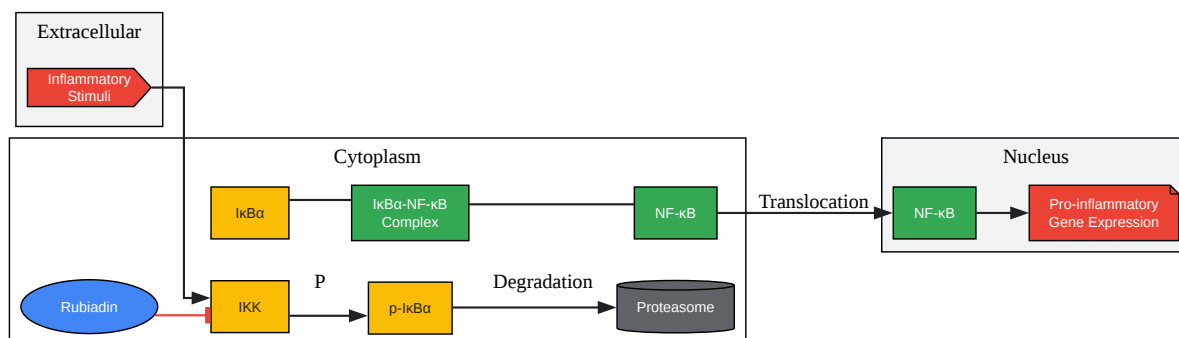 Extracellular
Inflammatory
Stimuli
Cytoplasm
Nucleus
IκBα
IκBα-NF-κB
Complex
NF-κB
Translocation
NF-κB
Pro-inflammatory
Gene Expression
Rubiadin
IKK
P
p-IκBα
Degradation
Proteasome